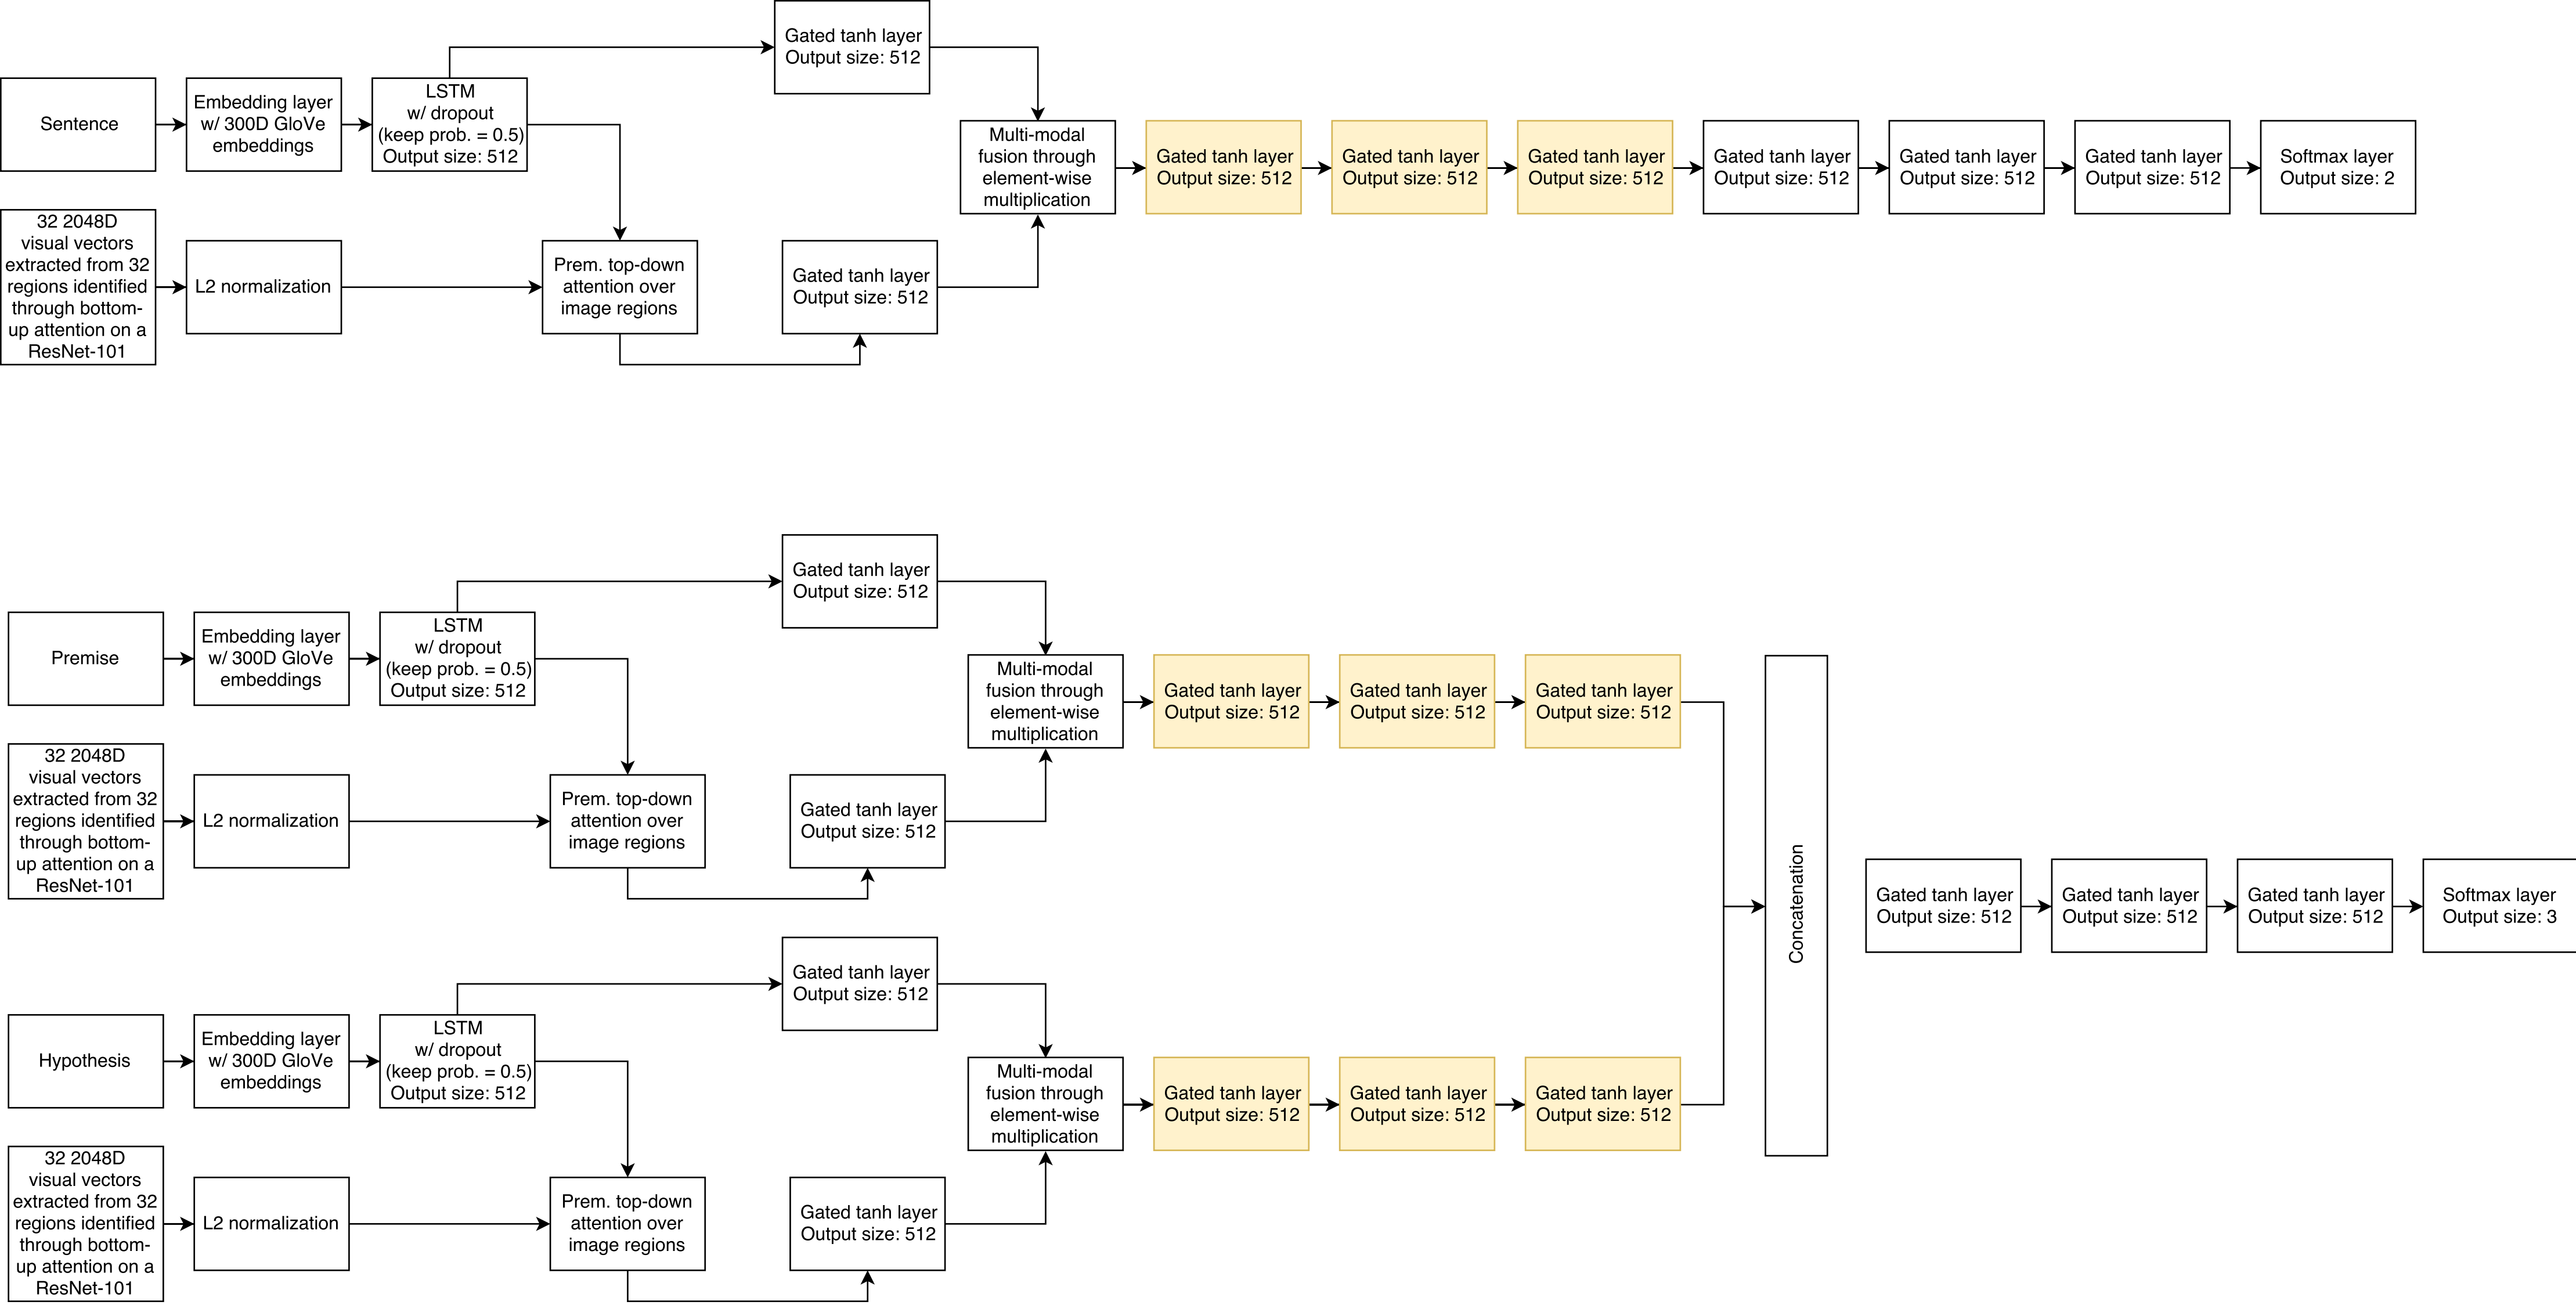 Gated tanh layer
Output size: 512
Sentence
Embedding layer
w/ 300D GloVe
embeddings
LSTM
w/ dropout
(keep prob. = 0.5)
Output size: 512
Multi-modal
fusion through
element-wise
multiplication
Gated tanh layer
Output size: 512
Gated tanh layer
Output size: 512
Gated tanh layer
Output size: 512
Gated tanh layer
Output size: 512
Gated tanh layer
Output size: 512
Gated tanh layer
Output size: 512
Softmax layer
Output size: 2
32 2048D
visual vectors
extracted from 32
regions identified
through bottom-
up attention on a
ResNet-101
L2 normalization
Prem. top-down
attention over
image regions
Gated tanh layer
Output size: 512
Gated tanh layer
Output size: 512
Premise
Embedding layer
w/ 300D GloVe
embeddings
LSTM
w/ dropout
(keep prob. = 0.5)
Output size: 512
Multi-modal
fusion through
element-wise
multiplication
Gated tanh layer
Output size: 512
Gated tanh layer
Output size: 512
Gated tanh layer
Output size: 512
32 2048D
visual vectors
extracted from 32
regions identified
through bottom-
up attention on a
ResNet-101
L2 normalization
Prem. top-down
attention over
image regions
Gated tanh layer
Output size: 512
Concatenation
Gated tanh layer
Output size: 512
Gated tanh layer
Output size: 512
Gated tanh layer
Output size: 512
Softmax layer
Output size: 3
Gated tanh layer
Output size: 512
Hypothesis
Embedding layer
w/ 300D GloVe
embeddings
LSTM
w/ dropout
(keep prob. = 0.5)
Output size: 512
Multi-modal
fusion through
element-wise
multiplication
Gated tanh layer
Output size: 512
Gated tanh layer
Output size: 512
Gated tanh layer
Output size: 512
32 2048D
visual vectors
extracted from 32
regions identified
through bottom-
up attention on a
ResNet-101
L2 normalization
Prem. top-down
attention over
image regions
Gated tanh layer
Output size: 512